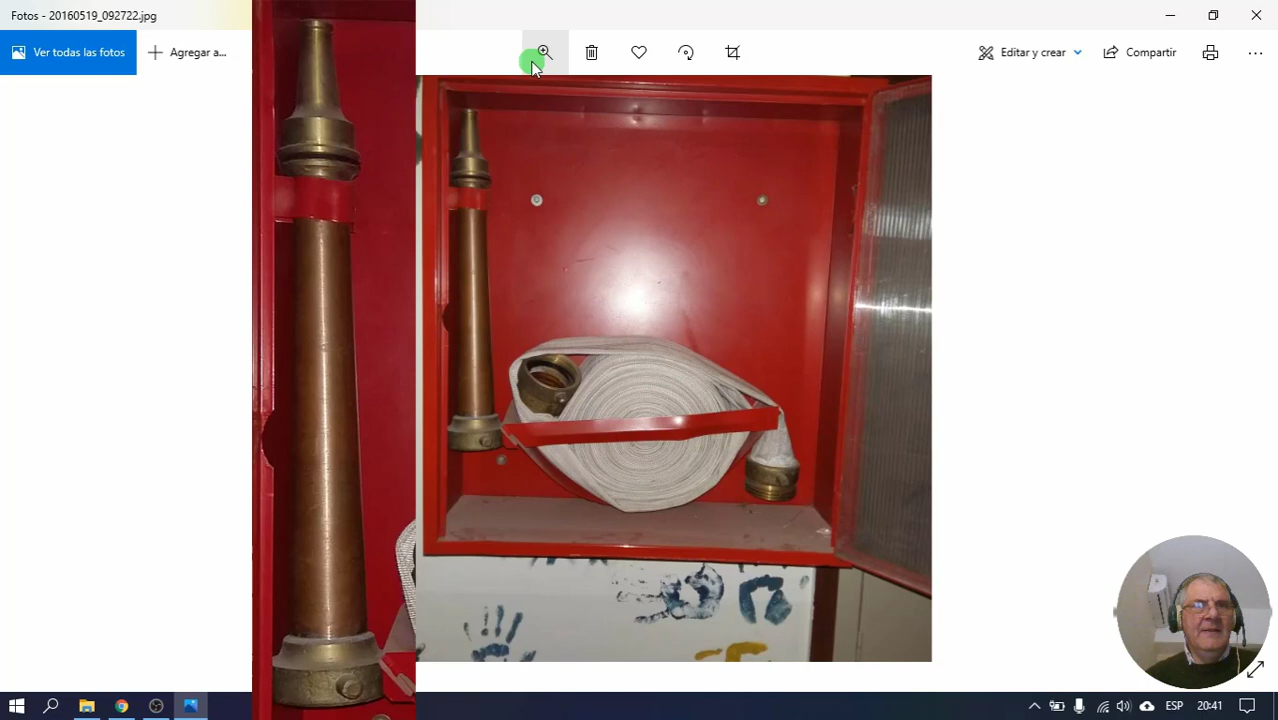 Fotos - 20160519_092722.jpg
Ver todas las fotos
Agregar a...
Editar y crear
Compartir
ESP
20:41